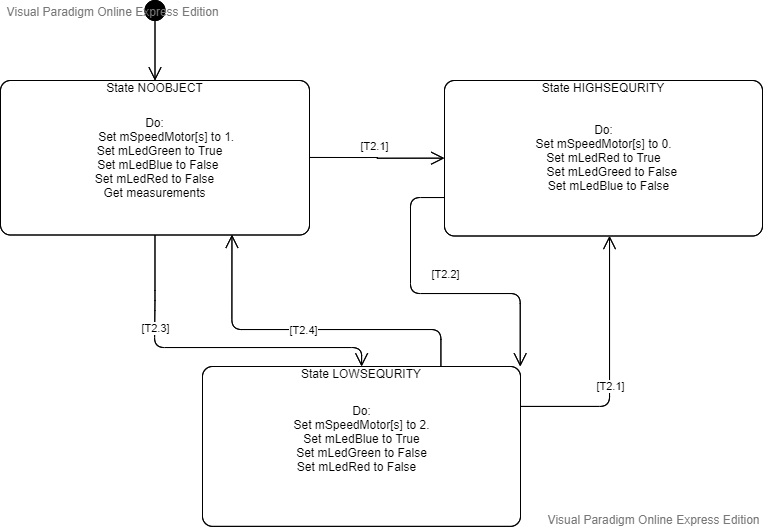 Visual Paradigm Online Express Edition
State NOOBJECT
Do:
Set mSpeedMotor[s] to 1.
Set mLedGreen to True
Set mLedBlue to False
Set mLedRed to False
Get measurements
[T2.1]
State HIGHSEQURITY
Do:
Set mSpeedMotor[s] to 0.
Set mLedRed to True
Set mLedGreed to False
Set mLedBlue to False
[T2.2]
[T2.3]
[T2.4]
State LOWSEQURITY
Do:
Set mSpeedMotor[s] to 2.
Set mLedBlue to True
Set mLedGreen to False
Set mLedRed to False
[T2.1]
Visual Paradigm Online Express Edition